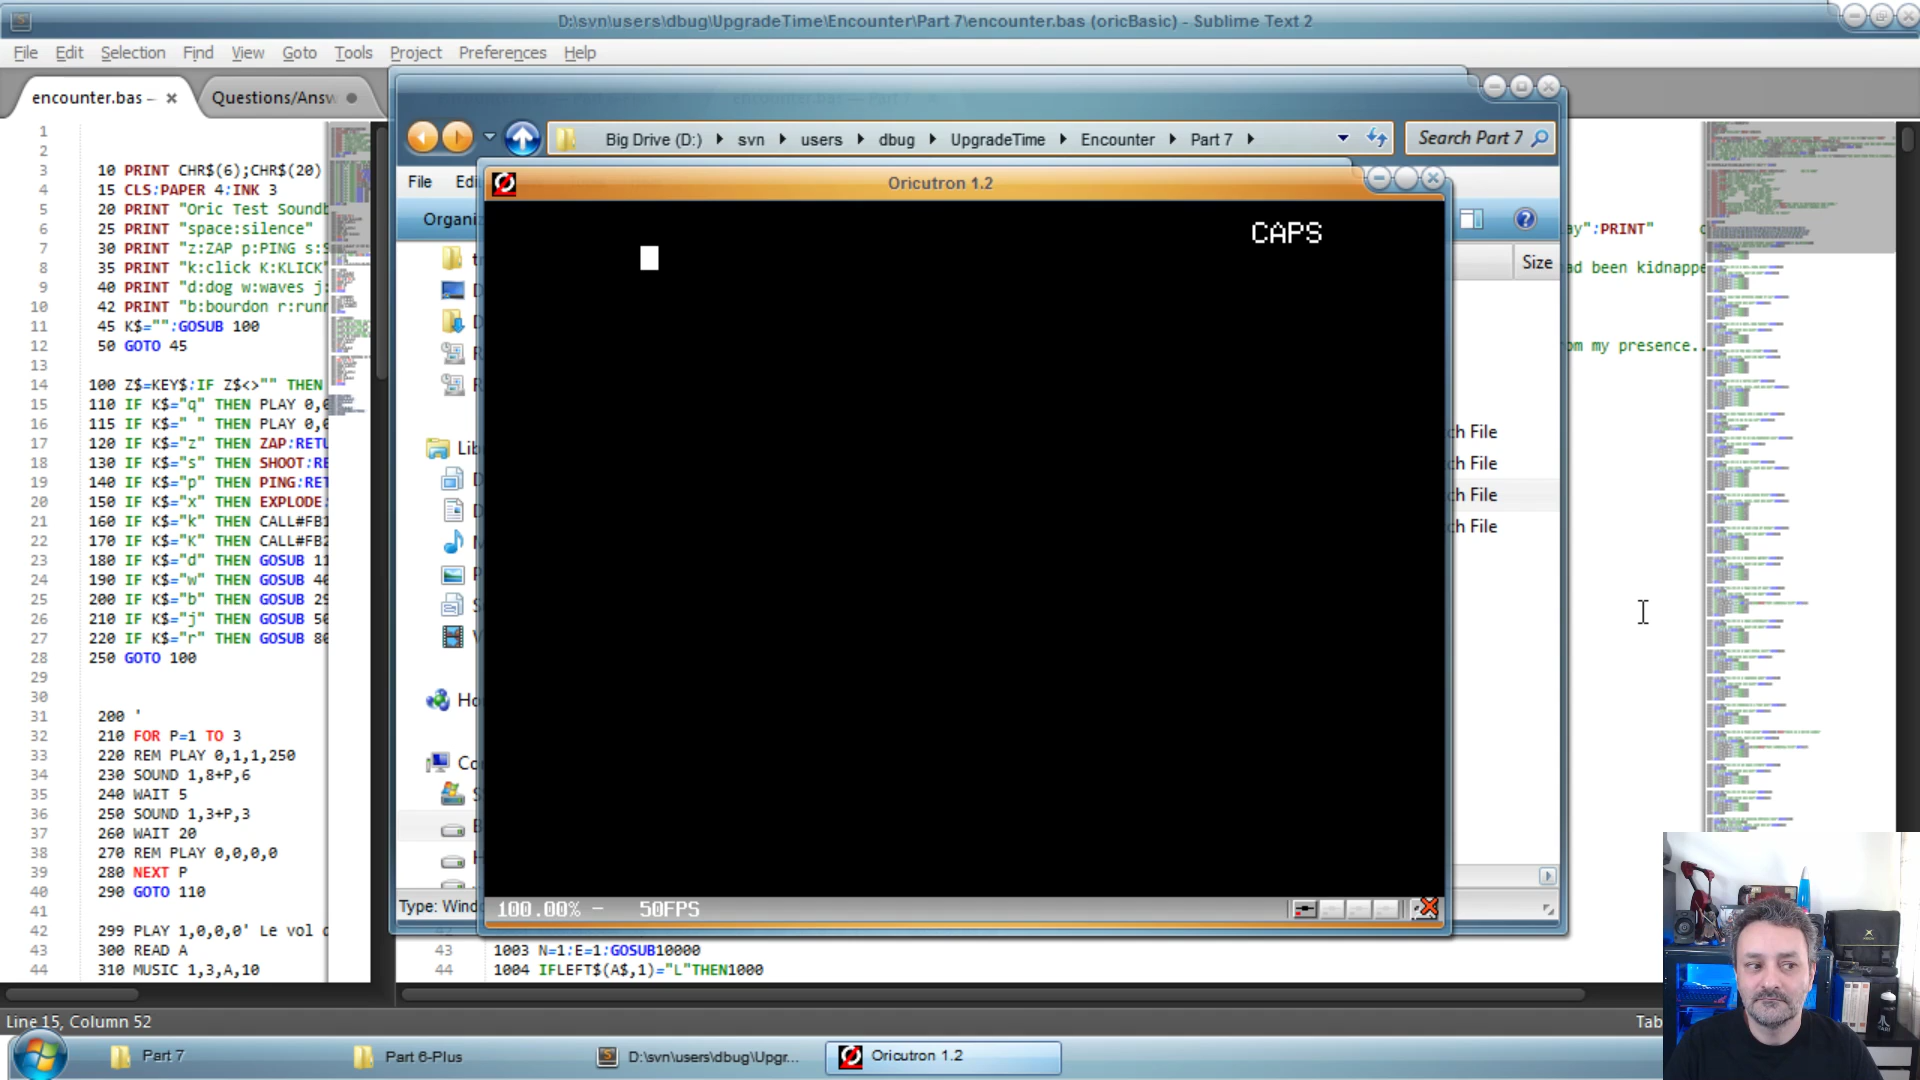 D:\svn\users\dbug\UpgradeTime\Encounter\Part 7\encounter.bas (oricBasic) - Sublime Text 2
File Edit Selection Find View Goto Tools Project Preferences Help
encounter.bas –
Questions/Answ
1
2
3 10 PRINT CHR$(6);CHR$(20)
4 15 CLS:PAPER 4:INK 3
5 20 PRINT "Oric Test Soundb
6 25 PRINT "space:silence"
7 30 PRINT "z:ZAP p:PING s:S
8 35 PRINT "k:click K:KLICK"
9 40 PRINT "d:dog w:waves j:
10 42 PRINT "b:bourdon r:runn
11 45 K$="":GOSUB 100
12 50 GOTO 45
13
14 100 Z$=KEY$:IF Z$<>"" THEN
15 110 IF K$="q" THEN PLAY 0,0
16 115 IF K$=" " THEN PLAY 0,0
17 120 IF K$="z" THEN ZAP:RETU
18 130 IF K$="s" THEN SHOOT:RE
19 140 IF K$="p" THEN PING:RET
20 150 IF K$="x" THEN EXPLODE:
21 160 IF K$="k" THEN CALL#FB1
22 170 IF K$="K" THEN CALL#FB2
23 180 IF K$="d" THEN GOSUB 11
24 190 IF K$="w" THEN GOSUB 40
25 200 IF K$="b" THEN GOSUB 29
26 210 IF K$="j" THEN GOSUB 50
27 220 IF K$="r" THEN GOSUB 80
28 250 GOTO 100
29
30
31 200 '
32 210 FOR P=1 TO 3
33 220 REM PLAY 0,1,1,250
34 230 SOUND 1,8+P,6
35 240 WAIT 5
36 250 SOUND 1,3+P,3
37 260 WAIT 20
38 270 REM PLAY 0,0,0,0
39 280 NEXT P
40 290 GOTO 110
41
42 299 PLAY 1,0,0,0' Le vol d
43 300 READ A
44 310 MUSIC 1,3,A,10
Big Drive (D:) svn users dbug UpgradeTime Encounter Part 7
Search Part 7
File Edi
Organi
Size
Lib
Ho
Co
ch File
ch File
ch File
ch File
Type: Wind
Oricutron 1.2
CAPS
100.00% - 50FPS
ay":PRINT"
ad been kidnappe
om my presence..
43 1003 N=1:E=1:GOSUB10000
44 1004 IFLEFT$(A$,1)="L"THEN1000
Line 15, Column 52
Tab
Part 7
Part 6-Plus
D:\svn\users\dbug\Upgr...
Oricutron 1.2